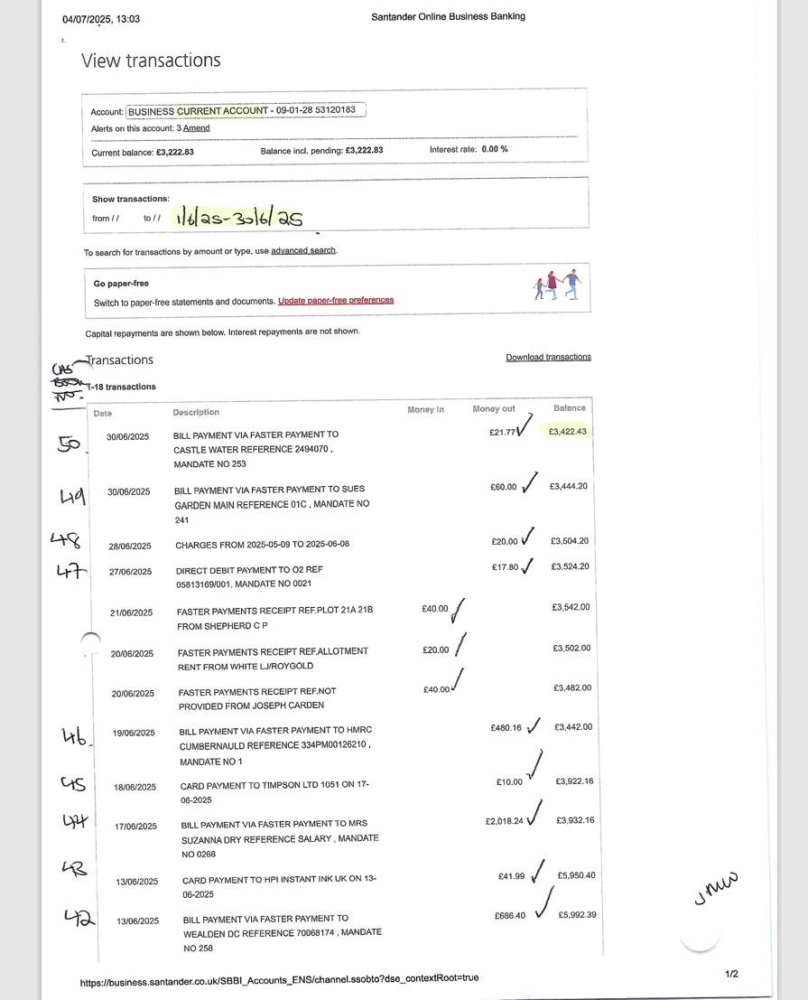 04/07/2025, 13:03 Santander Online Business Banking
View transactions
Account: BUSINESS CURRENT ACCOUNT - 09-01-28 53120183
Alerts on this account: 3 Amend
Current balance: £3,222.83 Balance incl. pending: £3,222.83 Interest rate: 0.00 %
Show transactions:
from / / to / / 1/6/25-30/6/25
To search for transactions by amount or type, use advanced search.
Go paper-free
Switch to paper-free statements and documents. Update paper-free preferences
Capital repayments are shown below. Interest repayments are not shown.
Transactions Download transactions
1-18 transactions
NO.
Date Description Money in Money out Balance
50 30/06/2025 BILL PAYMENT VIA FASTER PAYMENT TO £21.77 £3,422.43
CASTLE WATER REFERENCE 2494070 ,
MANDATE NO 253
49 30/06/2025 BILL PAYMENT VIA FASTER PAYMENT TO SUES £60.00 £3,444.20
GARDEN MAIN REFERENCE 01C , MANDATE NO
241
48 28/06/2025 CHARGES FROM 2025-05-09 TO 2025-06-08 £20.00 £3,504.20
47 27/06/2025 DIRECT DEBIT PAYMENT TO O2 REF £17.80 £3,524.20
05813169/001, MANDATE NO 0021
21/06/2025 FASTER PAYMENTS RECEIPT REF.PLOT 21A 21B £40.00 £3,542.00
FROM SHEPHERD C P
20/06/2025 FASTER PAYMENTS RECEIPT REF.ALLOTMENT £20.00 £3,502.00
RENT FROM WHITE LJ/ROYGOLD
20/06/2025 FASTER PAYMENTS RECEIPT REF.NOT £40.00 £3,482.00
PROVIDED FROM JOSEPH CARDEN
46. 19/06/2025 BILL PAYMENT VIA FASTER PAYMENT TO HMRC £480.16 £3,442.00
CUMBERNAULD REFERENCE 334PM00126210 ,
MANDATE NO 1
45 18/06/2025 CARD PAYMENT TO TIMPSON LTD 1051 ON 17- £10.00 £3,922.16
06-2025
44 17/06/2025 BILL PAYMENT VIA FASTER PAYMENT TO MRS £2,018.24 £3,932.16
SUZANNA DRY REFERENCE SALARY , MANDATE
NO 0268
43 13/06/2025 CARD PAYMENT TO HPI INSTANT INK UK ON 13- £41.99 £5,950.40
06-2025
42 13/06/2025 BILL PAYMENT VIA FASTER PAYMENT TO £686.40 £5,992.39
WEALDEN DC REFERENCE 70068174 , MANDATE
NO 258
https://business.santander.co.uk/SBBI_Accounts_ENS/channel.ssobto?dse_contextRoot=true 1/2